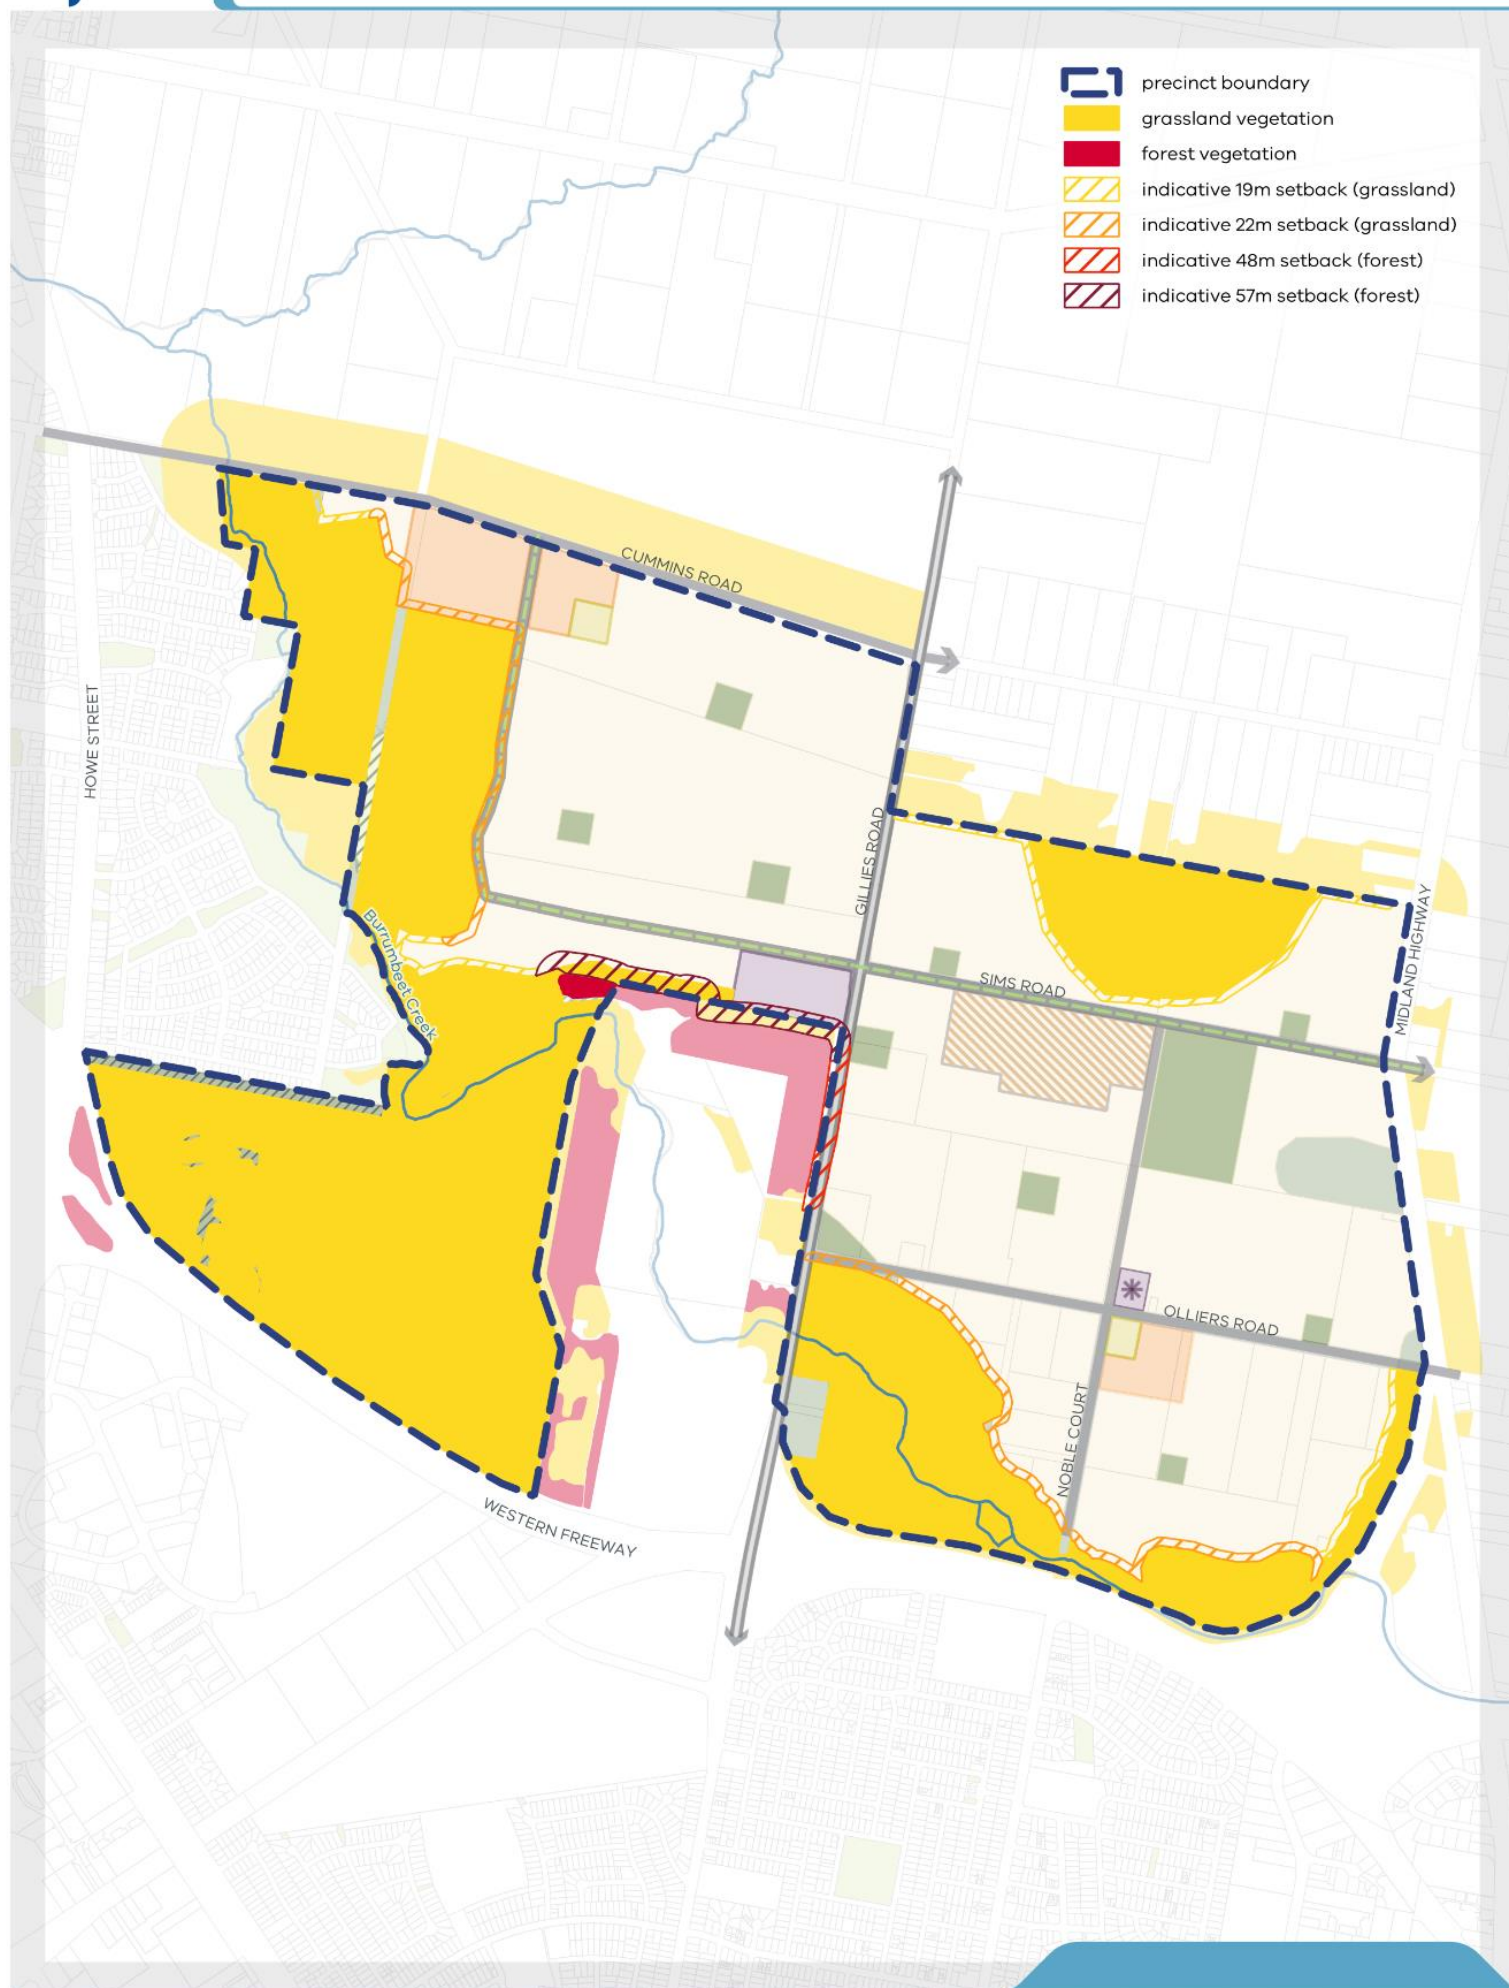 precinct boundary
grassland vegetation
forest vegetation
indicative 19m setback (grassland)
indicative 22m setback (grassland)
indicative 48m setback (forest)
indicative 57m setback (forest)
CUMMINS ROAD
HOWE STREET
GILLIES ROAD
MIDLAND HIGHWAY
Burrumbeet Creek
SIMS ROAD
OLLIERS ROAD
NOBLE COURT
WESTERN FREEWAY